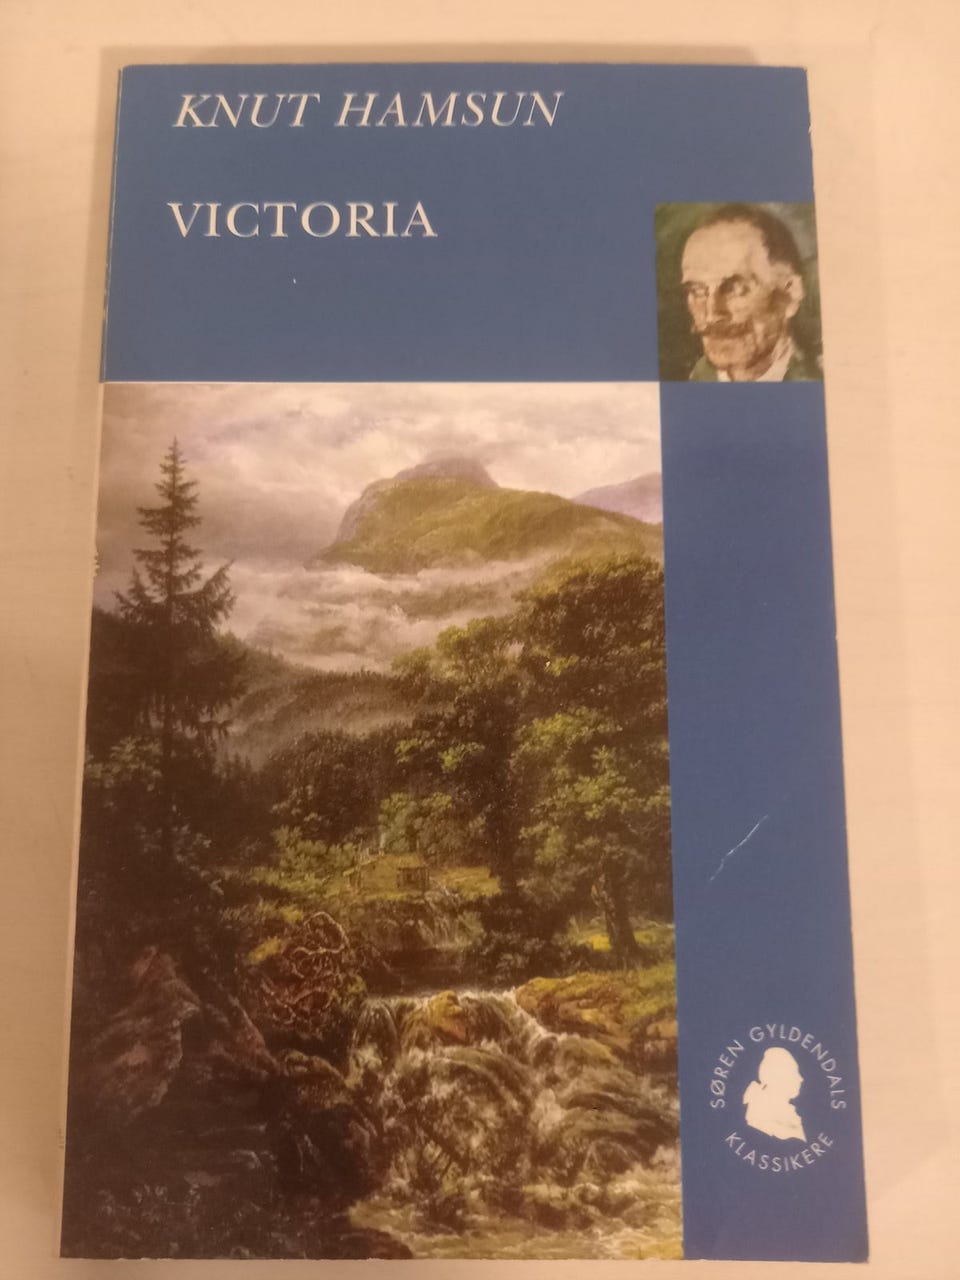 KNUT HAMSUN
VICTORIA
SØREN GYLDENDALS
KLASSIKERE